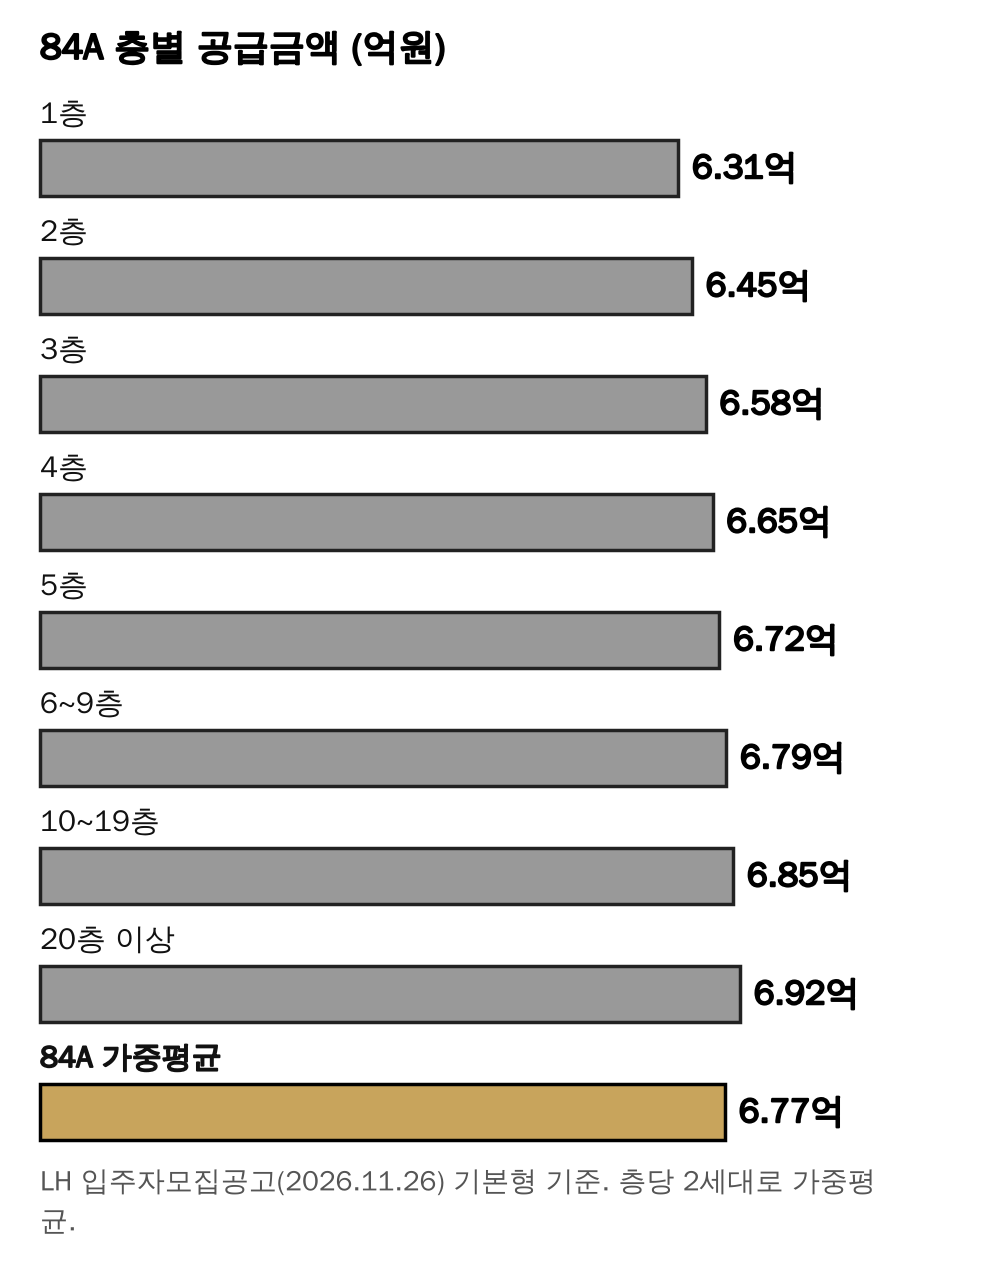 84A 층별 공급금액 (억원)
1층
6.31억
2층
6.45억
3층
6.58억
4층
6.65억
5층
6.72억
6~9층
6.79억
10~19층
6.85억
20층 이상
6.92억
84A 가중평균
6.77억
LH 입주자모집공고(2026.11.26) 기본형 기준. 층당 2세대로 가중평
균.